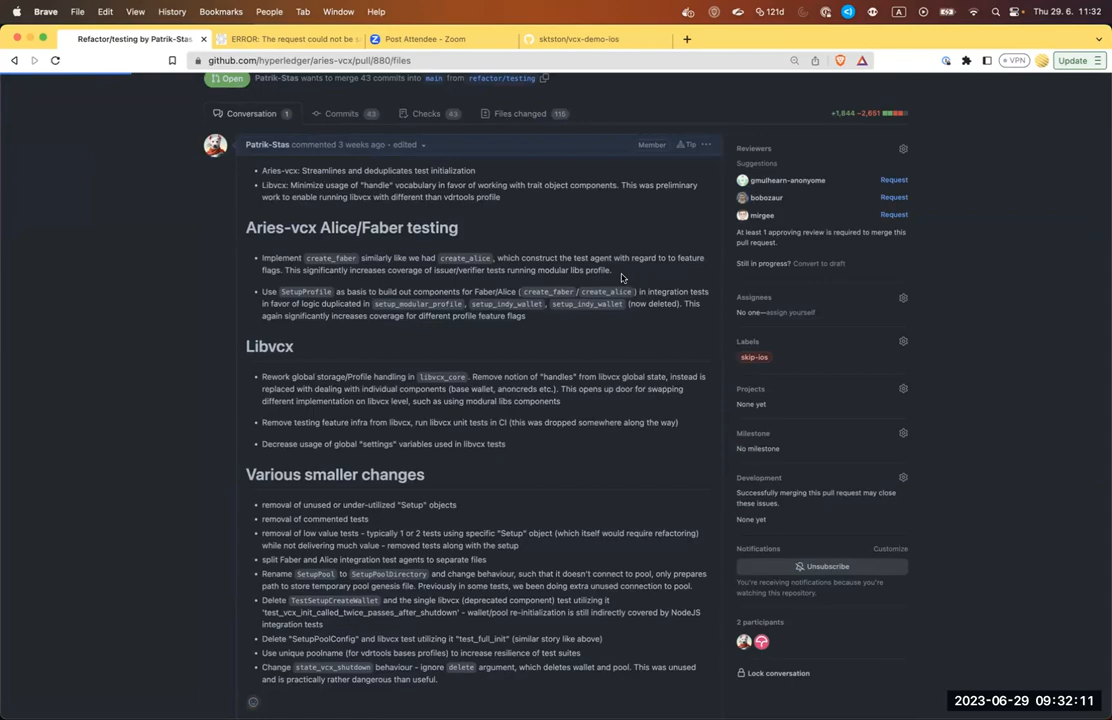 Brave File Edit View History Bookmarks People Tab Window Help 121d A Thu 29. 6. 11:32
Refactor/testing by Patrik-Stas × ERROR: The request could not be s Post Attendee - Zoom sktston/vcx-demo-ios +
github.com/hyperledger/aries-vcx/pull/880/files VPN Update
Open Patrik-Stas wants to merge 43 commits into main from refactor/testing
Conversation 1 Commits 43 Checks 43 Files changed 115 +1,844 −2,651
Patrik-Stas commented 3 weeks ago • edited Member Tip ...
• Aries-vcx: Streamlines and deduplicates test initialization
• Libvcx: Minimize usage of "handle" vocabulary in favor of working with trait object components. This was preliminary
work to enable running libvcx with different than vdrtools profile
Aries-vcx Alice/Faber testing
• Implement create_faber similarly like we had create_alice, which construct the test agent with regard to to feature
flags. This significantly increases coverage of issuer/verifier tests running modular libs profile.
• Use SetupProfile as basis to build out components for Faber/Alice ( create_faber / create_alice ) in integration tests
in favor of logic duplicated in setup_modular_profile, setup_indy_wallet, setup_indy_wallet (now deleted). This
again significantly increases coverage for different profile feature flags
Libvcx
• Rework global storage/Profile handling in libvcx_core. Remove notion of "handles" from libvcx global state, instead is
replaced with dealing with individual components (base wallet, anoncreds etc.). This opens up door for swapping
different implementation on libvcx level, such as using modural libs components
• Remove testing feature infra from libvcx, run libvcx unit tests in CI (this was dropped somewhere along the way)
• Decrease usage of global "settings" variables used in libvcx tests
Various smaller changes
• removal of unused or under-utilized "Setup" objects
• removal of commented tests
• removal of low value tests - typically 1 or 2 tests using specific "Setup" object (which itself would require refactoring)
while not delivering much value - removed tests along with the setup
• split Faber and Alice integration test agents to separate files
• Rename SetupPool to SetupPoolDirectory and change behaviour, such that it doesn't connect to pool, only prepares
path to store temporary pool genesis file. Previously in some tests, we been doing extra unused connection to pool.
• Delete TestSetupCreateWallet and the single libvcx (deprecated component) test utilizing it
'test_vcx_init_called_twice_passes_after_shutdown' - wallet/pool re-initialization is still indirectly covered by NodeJS
integration tests
• Delete "SetupPoolConfig" and libvcx test utilizing it "test_full_init" (similar story like above)
• Use unique poolname (for vdrtools bases profiles) to increase resilience of test suites
• Change state_vcx_shutdown behaviour - ignore delete argument, which deletes wallet and pool. This was unused
and is practically rather dangerous than useful.
Reviewers
Suggestions
gmulhearn-anonyome Request
bobozaur Request
mirgee Request
At least 1 approving review is required to merge this
pull request.
Still in progress? Convert to draft
Assignees
No one—assign yourself
Labels
skip-ios
Projects
None yet
Milestone
No milestone
Development
Successfully merging this pull request may close
these issues.
None yet
Notifications Customize
Unsubscribe
You're receiving notifications because you're
watching this repository.
2 participants
Lock conversation
2023-06-29 09:32:11